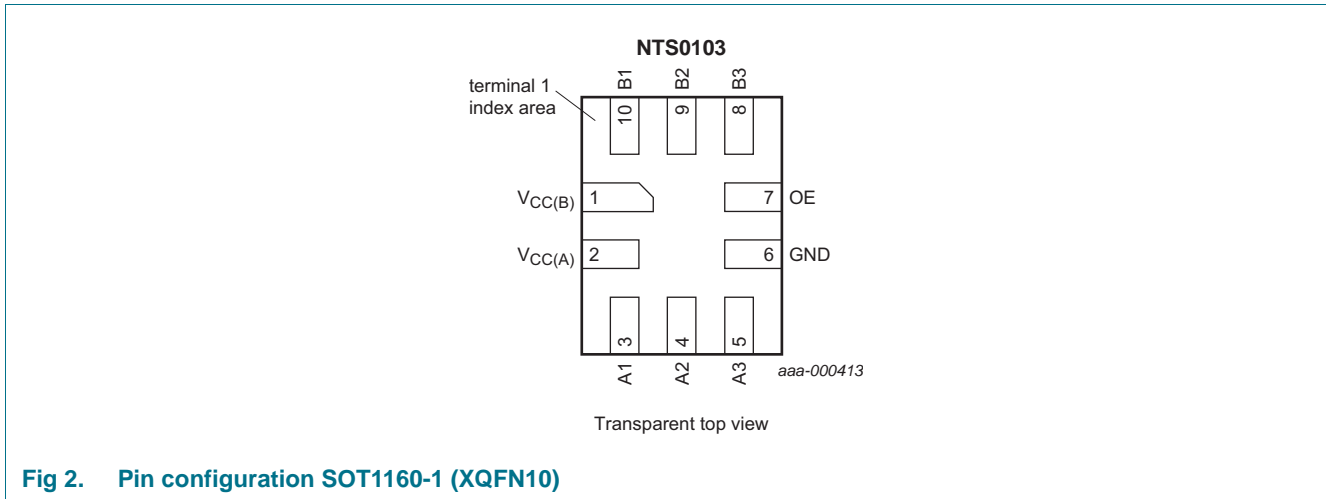 NTS0103
terminal 1
index area
B1 B2 B3
10 9 8
VCC(B) 1 7 OE
VCC(A) 2 6 GND
3 4 5
A1 A2 A3
aaa-000413
Transparent top view
Fig 2. Pin configuration SOT1160-1 (XQFN10)